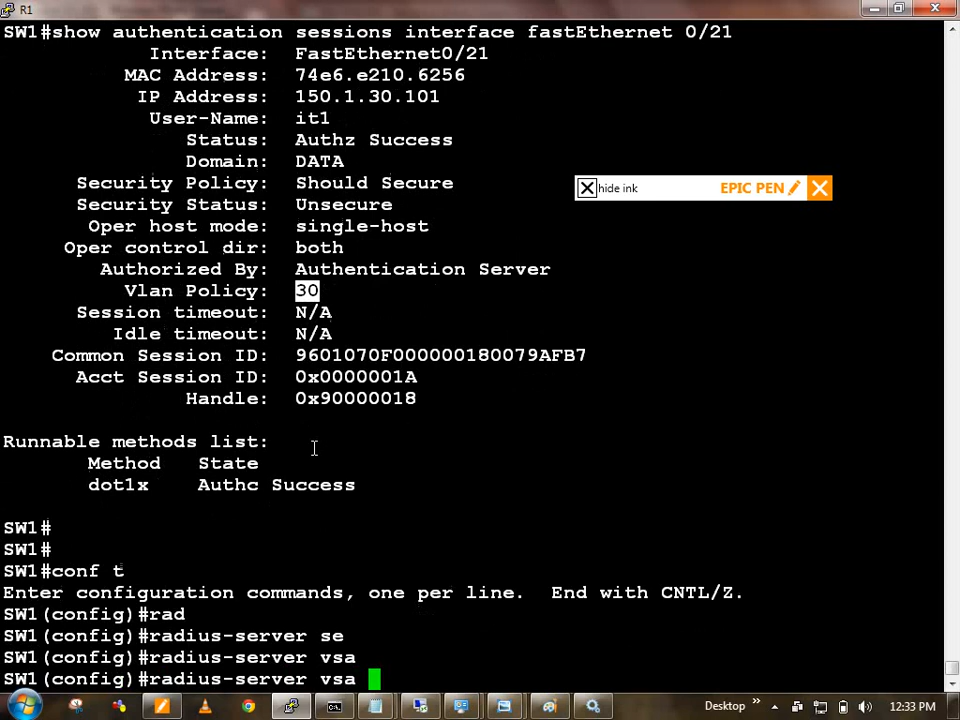 R1
SW1#show authentication sessions interface fastEthernet 0/21
Interface: FastEthernet0/21
MAC Address: 74e6.e210.6256
IP Address: 150.1.30.101
User-Name: it1
Status: Authz Success
Domain: DATA
Security Policy: Should Secure
hide ink EPIC PEN
Security Status: Unsecure
Oper host mode: single-host
Oper control dir: both
Authorized By: Authentication Server
Vlan Policy: 30
Session timeout: N/A
Idle timeout: N/A
Common Session ID: 9601070F000000180079AFB7
Acct Session ID: 0x0000001A
Handle: 0x90000018
Runnable methods list:
Method State
dot1x Authc Success
SW1#
SW1#
SW1#conf t
Enter configuration commands, one per line. End with CNTL/Z.
SW1(config)#rad
SW1(config)#radius-server se
SW1(config)#radius-server vsa
SW1(config)#radius-server vsa
Desktop » 12:33 PM